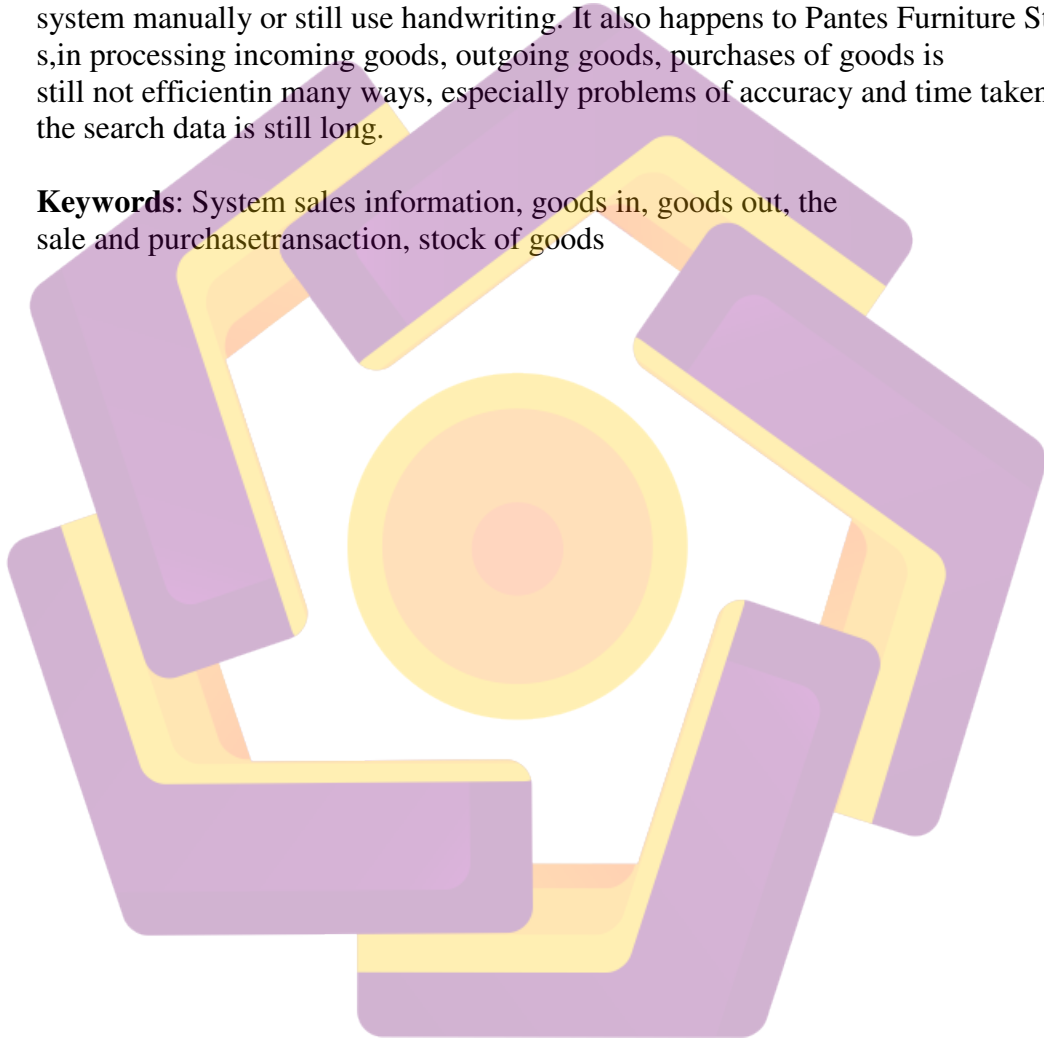 system manually or still use handwriting. It also happens to Pantes Furniture St
s,in processing incoming goods, outgoing goods, purchases of goods is
still not efficientin many ways, especially problems of accuracy and time taken
the search data is still long.
Keywords: System sales information, goods in, goods out, the
sale and purchasetransaction, stock of goods